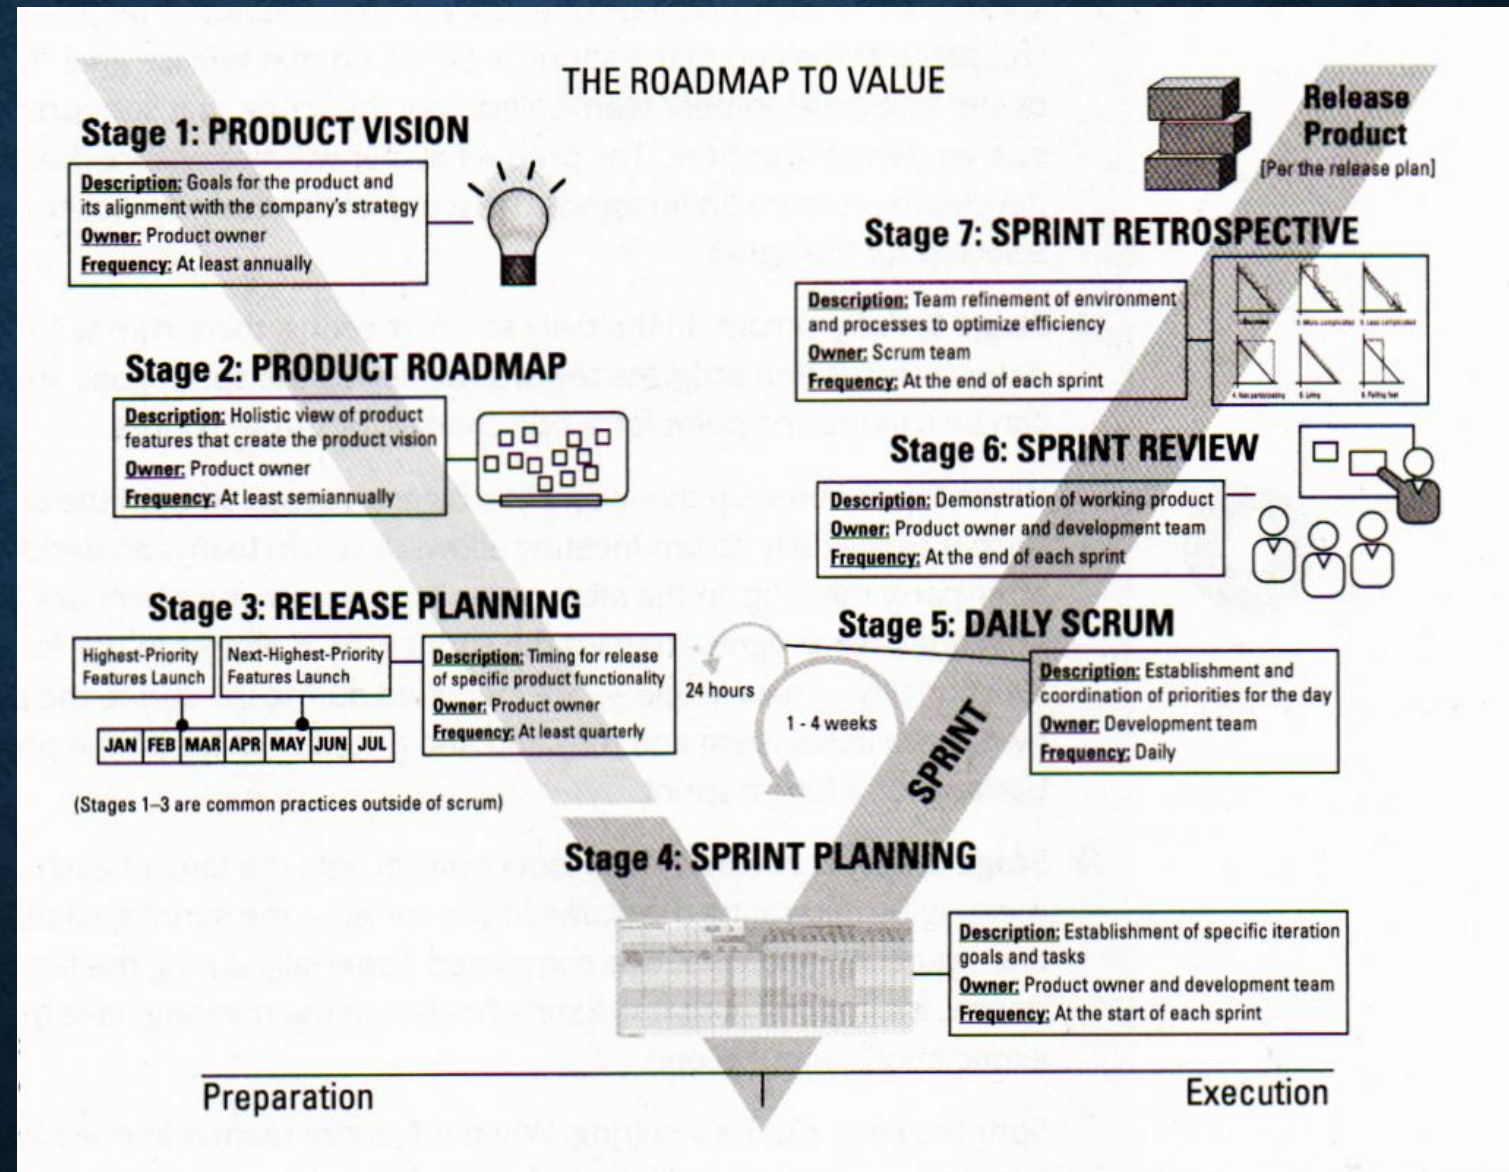 THE ROADMAP TO VALUE
Stage 1: PRODUCT VISION
Description: Goals for the product and
its alignment with the company's strategy
Owner: Product owner
Frequency: At least annually
Stage 2: PRODUCT ROADMAP
Description: Holistic view of product
features that create the product vision
Owner: Product owner
Frequency: At least semiannually
Stage 3: RELEASE PLANNING
Highest-Priority
Features Launch
Next-Highest-Priority
Features Launch
JAN FEB MAR APR MAY JUN JUL
Description: Timing for release
of specific product functionality
Owner: Product owner
Frequency: At least quarterly
(Stages 1–3 are common practices outside of scrum)
Stage 4: SPRINT PLANNING
Description: Establishment of specific iteration
goals and tasks
Owner: Product owner and development team
Frequency: At the start of each sprint
24 hours
1 - 4 weeks
SPRINT
Stage 5: DAILY SCRUM
Description: Establishment and
coordination of priorities for the day
Owner: Development team
Frequency: Daily
Stage 6: SPRINT REVIEW
Description: Demonstration of working product
Owner: Product owner and development team
Frequency: At the end of each sprint
Stage 7: SPRINT RETROSPECTIVE
Description: Team refinement of environment
and processes to optimize efficiency
Owner: Scrum team
Frequency: At the end of each sprint
Release
Product
[Per the release plan]
Preparation
Execution